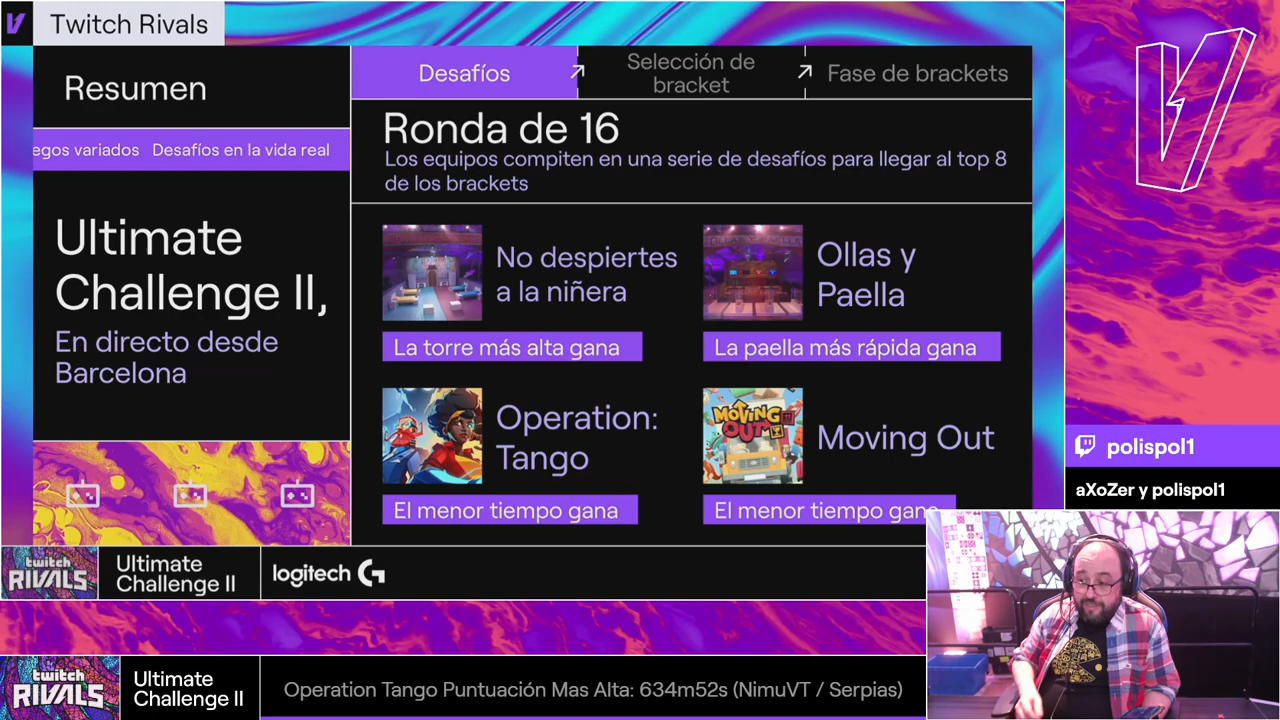 Twitch Rivals
Resumen
egos variados Desafíos en la vida real
Ultimate
Challenge II,
En directo desde
Barcelona
Desafíos
Selección de
bracket
Fase de brackets
Ronda de 16
Los equipos compiten en una serie de desafíos para llegar al top 8
de los brackets
No despiertes
a la niñera
La torre más alta gana
Ollas y
Paella
La paella más rápida gana
Operation:
Tango
El menor tiempo gana
MOVING
OUT
Moving Out
El menor tiempo gana
twitch
RIVALS
Ultimate
Challenge II
logitech G
polispol1
aXoZer y polispol1
twitch
RIVALS
Ultimate
Challenge II
Operation Tango Puntuación Mas Alta: 634m52s (NimuVT / Serpias)